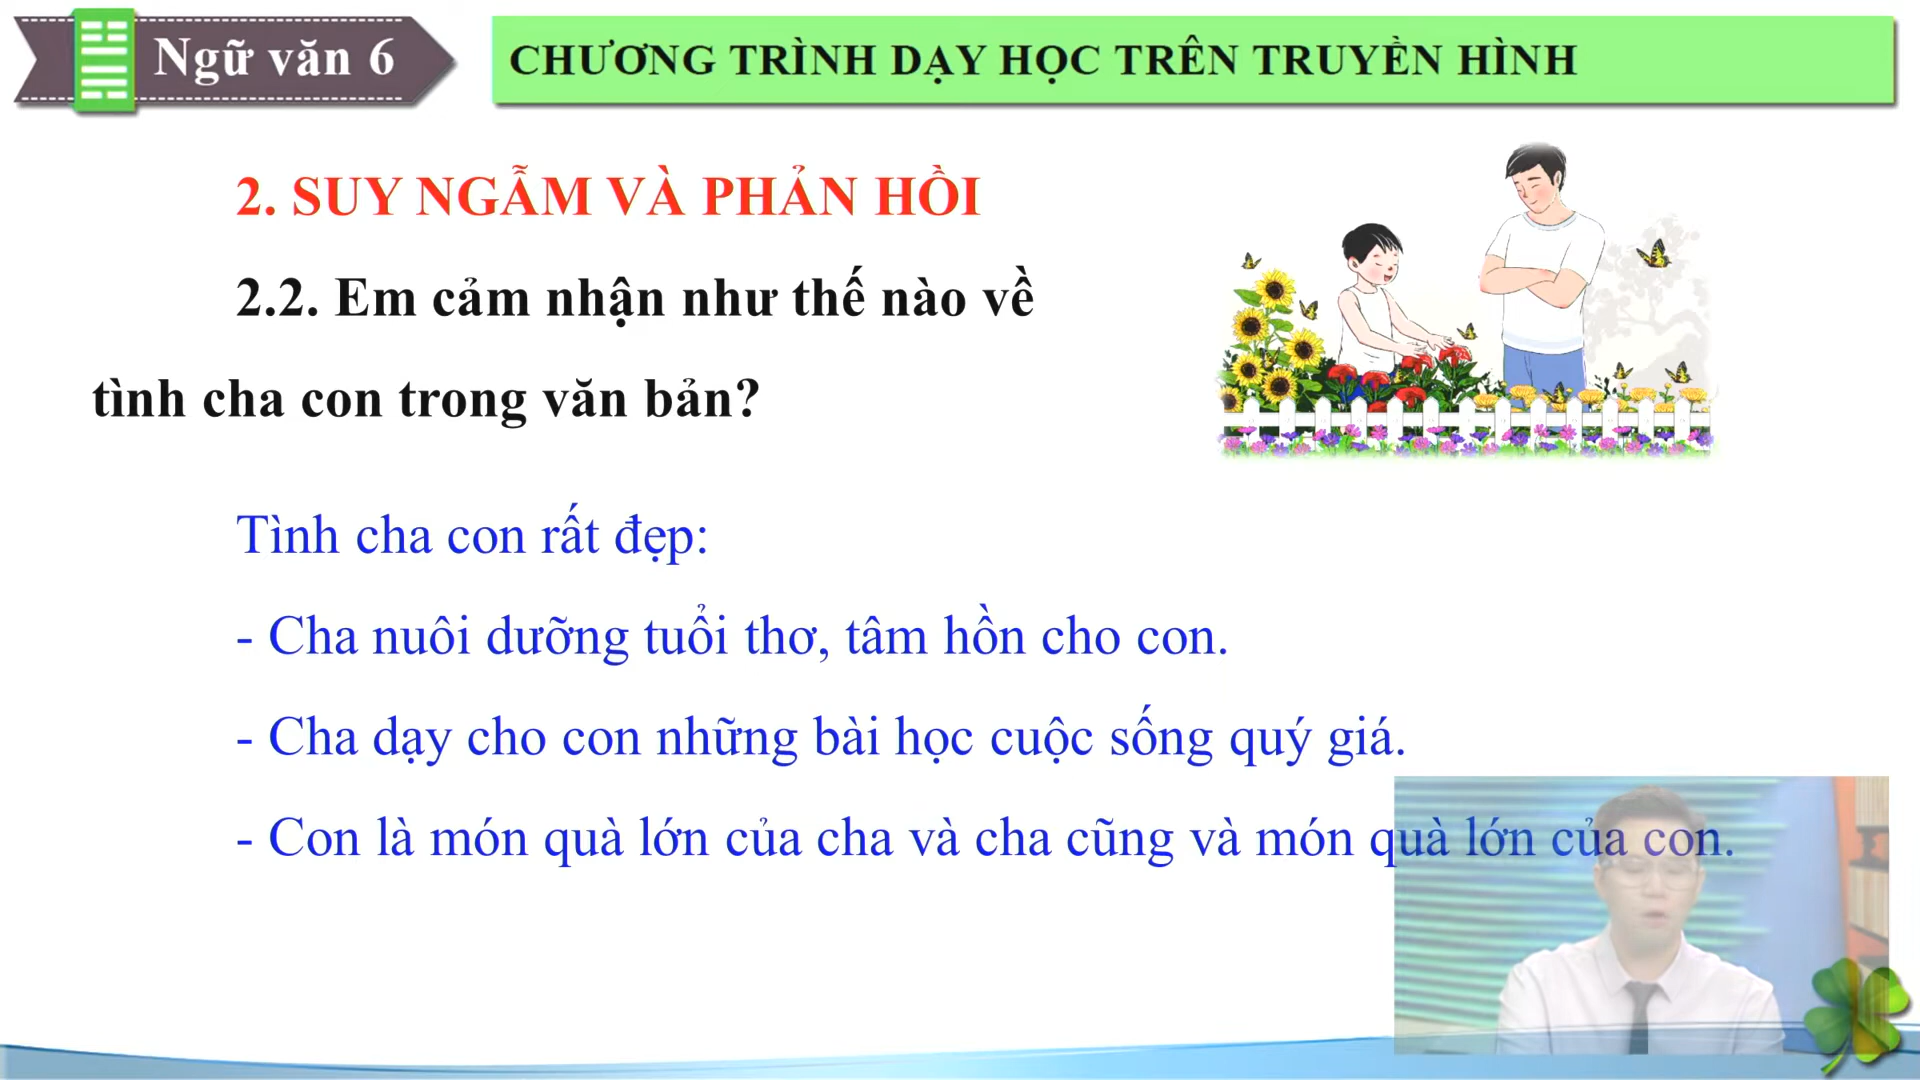 Ngữ văn 6
CHƯƠNG TRÌNH DẠY HỌC TRÊN TRUYỀN HÌNH
2. SUY NGẪM VÀ PHẢN HỒI
2.2. Em cảm nhận như thế nào về
tình cha con trong văn bản?
Tình cha con rất đẹp:
- Cha nuôi dưỡng tuổi thơ, tâm hồn cho con.
- Cha dạy cho con những bài học cuộc sống quý giá.
- Con là món quà lớn của cha và cha cũng và món quà lớn của con.